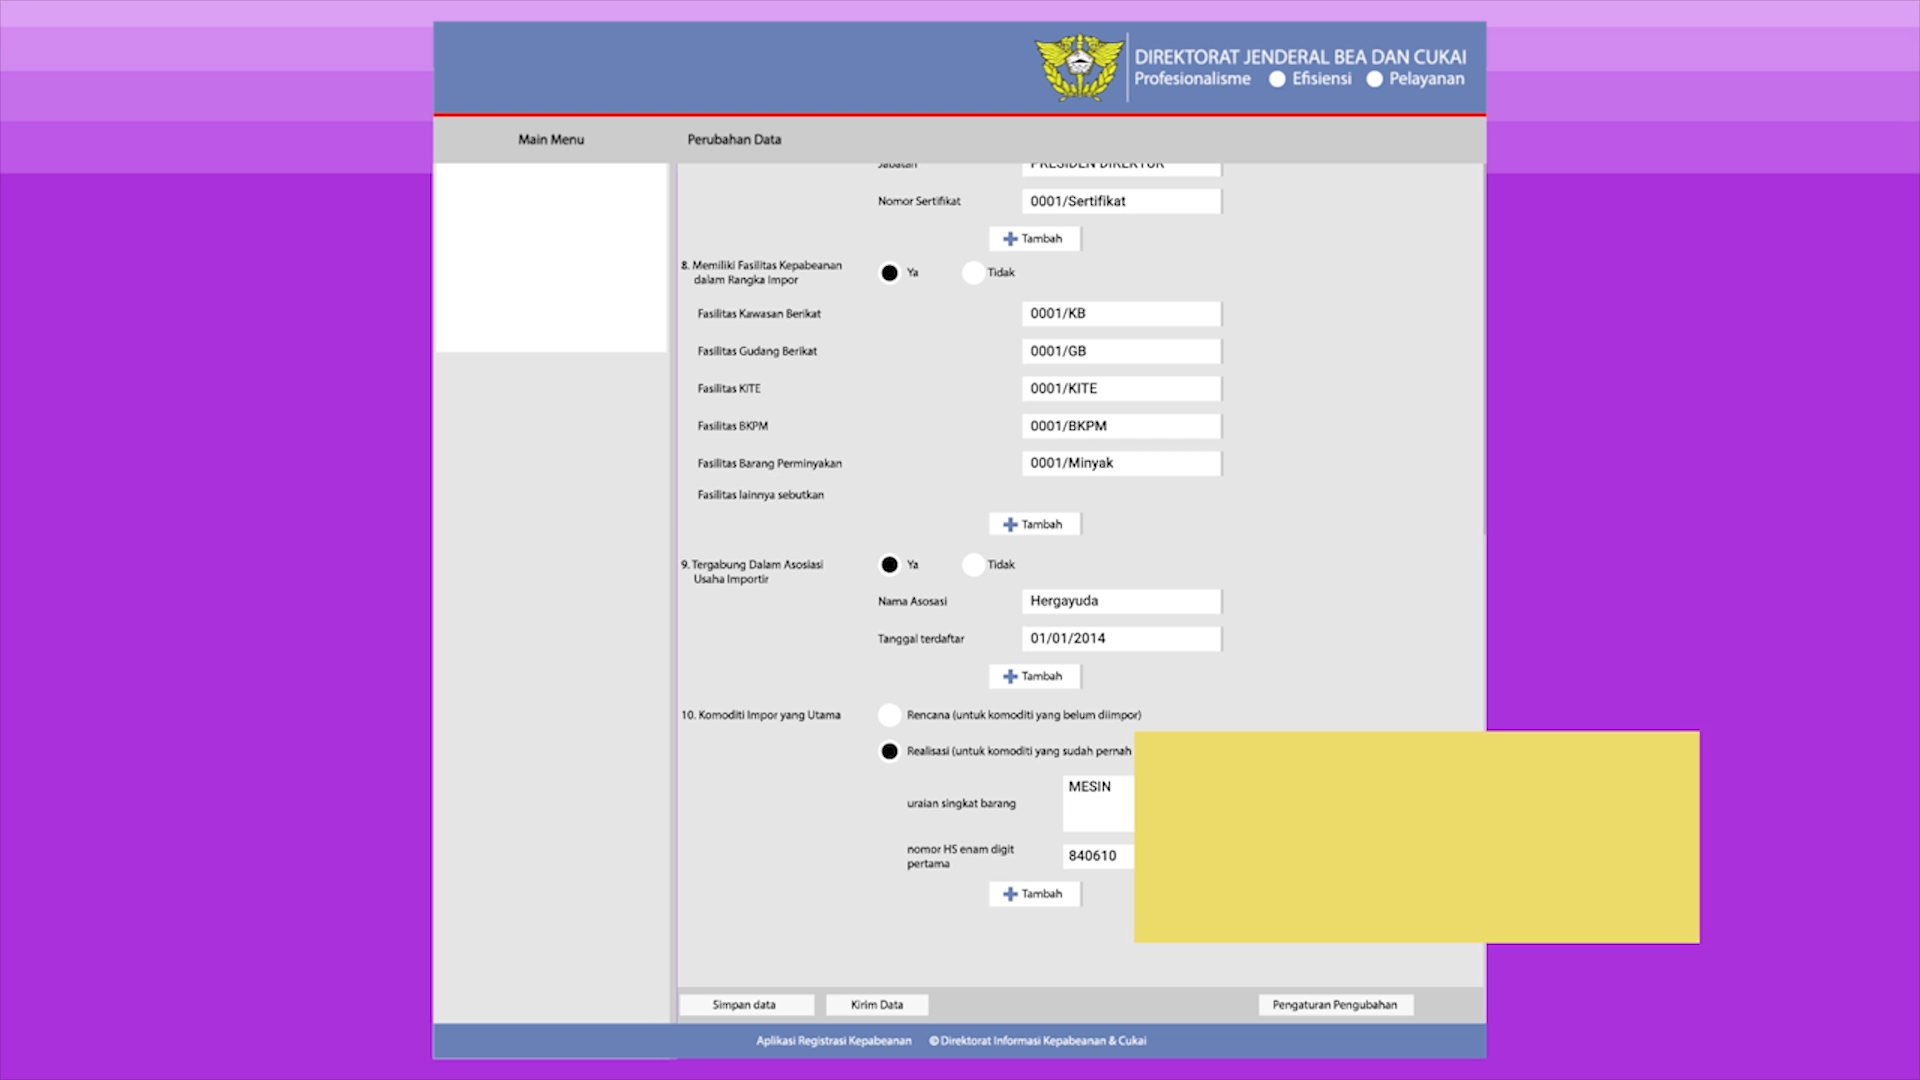 DIREKTORAT JENDERAL BEA DAN CUKAI
Profesionalisme Efisiensi Pelayanan
Main Menu Perubahan Data
Jabatan PRESIDEN DIREKTUR
Nomor Sertifikat 0001/Sertifikat
Tambah
8. Memiliki Fasilitas Kepabeanan
dalam Rangka Impor
Ya Tidak
Fasilitas Kawasan Berikat 0001/KB
Fasilitas Gudang Berikat 0001/GB
Fasilitas KITE 0001/KITE
Fasilitas BKPM 0001/BKPM
Fasilitas Barang Perminyakan 0001/Minyak
Fasilitas lainnya sebutkan
Tambah
9. Tergabung Dalam Asosiasi
Usaha Importir
Ya Tidak
Nama Asosasi Hergayuda
Tanggal terdaftar 01/01/2014
Tambah
10. Komoditi Impor yang Utama Rencana (untuk komoditi yang belum diimpor)
Realisasi (untuk komoditi yang sudah pernah
uraian singkat barang MESIN
nomor HS enam digit
pertama
840610
Tambah
Simpan data Kirim Data Pengaturan Pengubahan
Aplikasi Registrasi Kepabeanan © Direktorat Informasi Kepabeanan & Cukai